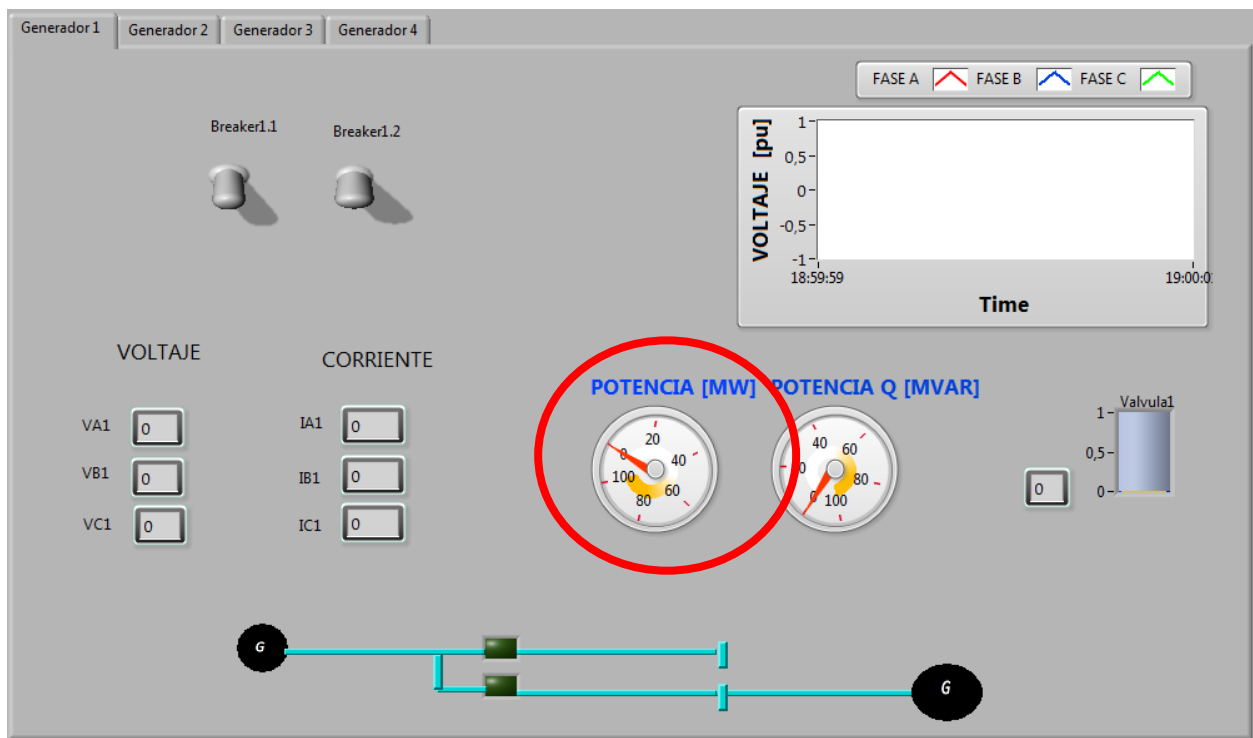 Generador 1 Generador 2 Generador 3 Generador 4
FASE A FASE B FASE C
Breaker1.1 Breaker1.2
VOLTAJE [pu]
1
0,5
0
-0,5
-1
18:59:59 19:00:0
Time
VOLTAJE CORRIENTE
POTENCIA [MW] POTENCIA Q [MVAR]
VA1 0 IA1 0
VB1 0 IB1 0
VC1 0 IC1 0
0 20 40 60 80 100
0 40 60 80 100
Valvula1
1
0,5
0
0
G
G